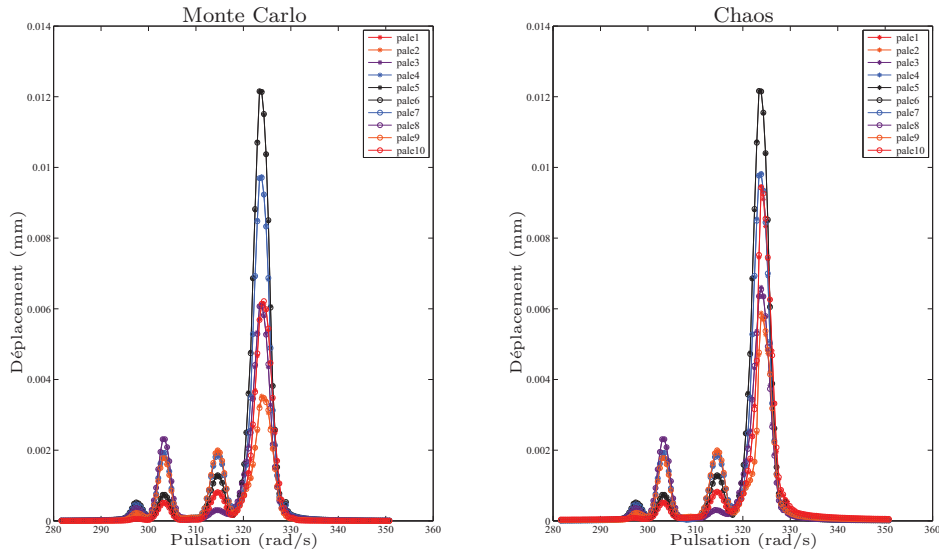 Monte Carlo
0.014
0.012
0.01
0.008
0.006
0.004
0.002
0
280
290
300
310
320
330
340
350
360
Déplacement (mm)
Pulsation (rad/s)
pale1
pale2
pale3
pale4
pale5
pale6
pale7
pale8
pale9
pale10
Chaos
0.014
0.012
0.01
0.008
0.006
0.004
0.002
0
280
290
300
310
320
330
340
350
360
Déplacement (mm)
Pulsation (rad/s)
pale1
pale2
pale3
pale4
pale5
pale6
pale7
pale8
pale9
pale10